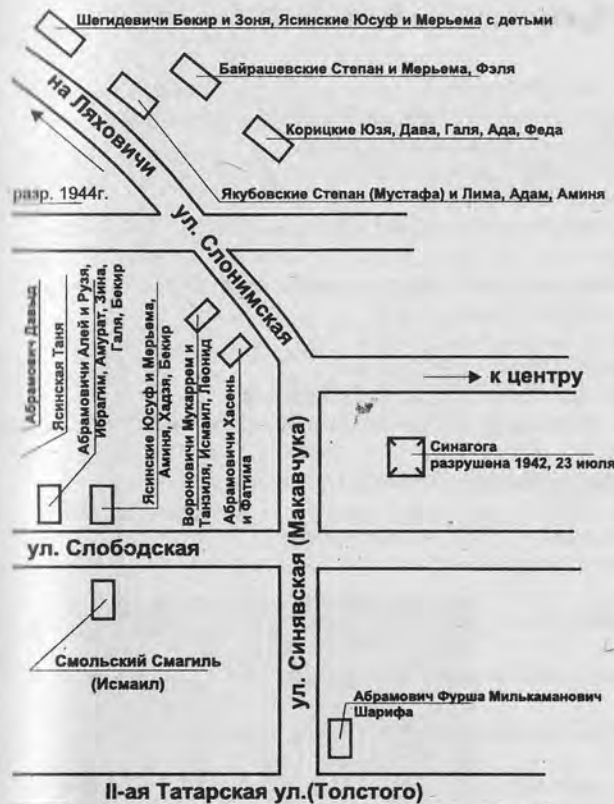 Шегидевичи Бекир и Зоня, Ясинские Юсуф и Мерьема с детьми
Байрашевские Степан и Мерьема, Фэля
на Ляховичи
Корицкие Юзя, Дава, Галя, Ада, Феда
разр. 1944г.
Якубовские Степан (Мустафа) и Лима, Адам, Аминя
ул. Слонимская
Абрамович Давыд
Ясинская Таня
Абрамовичи Алей и Рузя,
Ибрагим, Амурат, Зина,
Галя, Бекир
Ясинские Юсуф и Мерьема,
Аминя, Хадзя, Бекир
Вороновичи Мукаррем и
Танзиля, Исмаил, Леонид
Абрамовичи Хасень
и Фатима
к центру
Синагога
разрушена 1942, 23 июля
ул. Слободская
ул. Синявская (Макавчука)
Смольский Смагиль
(Исмаил)
Абрамович Фурша Милькаманович
Шарифа
II-ая Татарская ул.(Толстого)